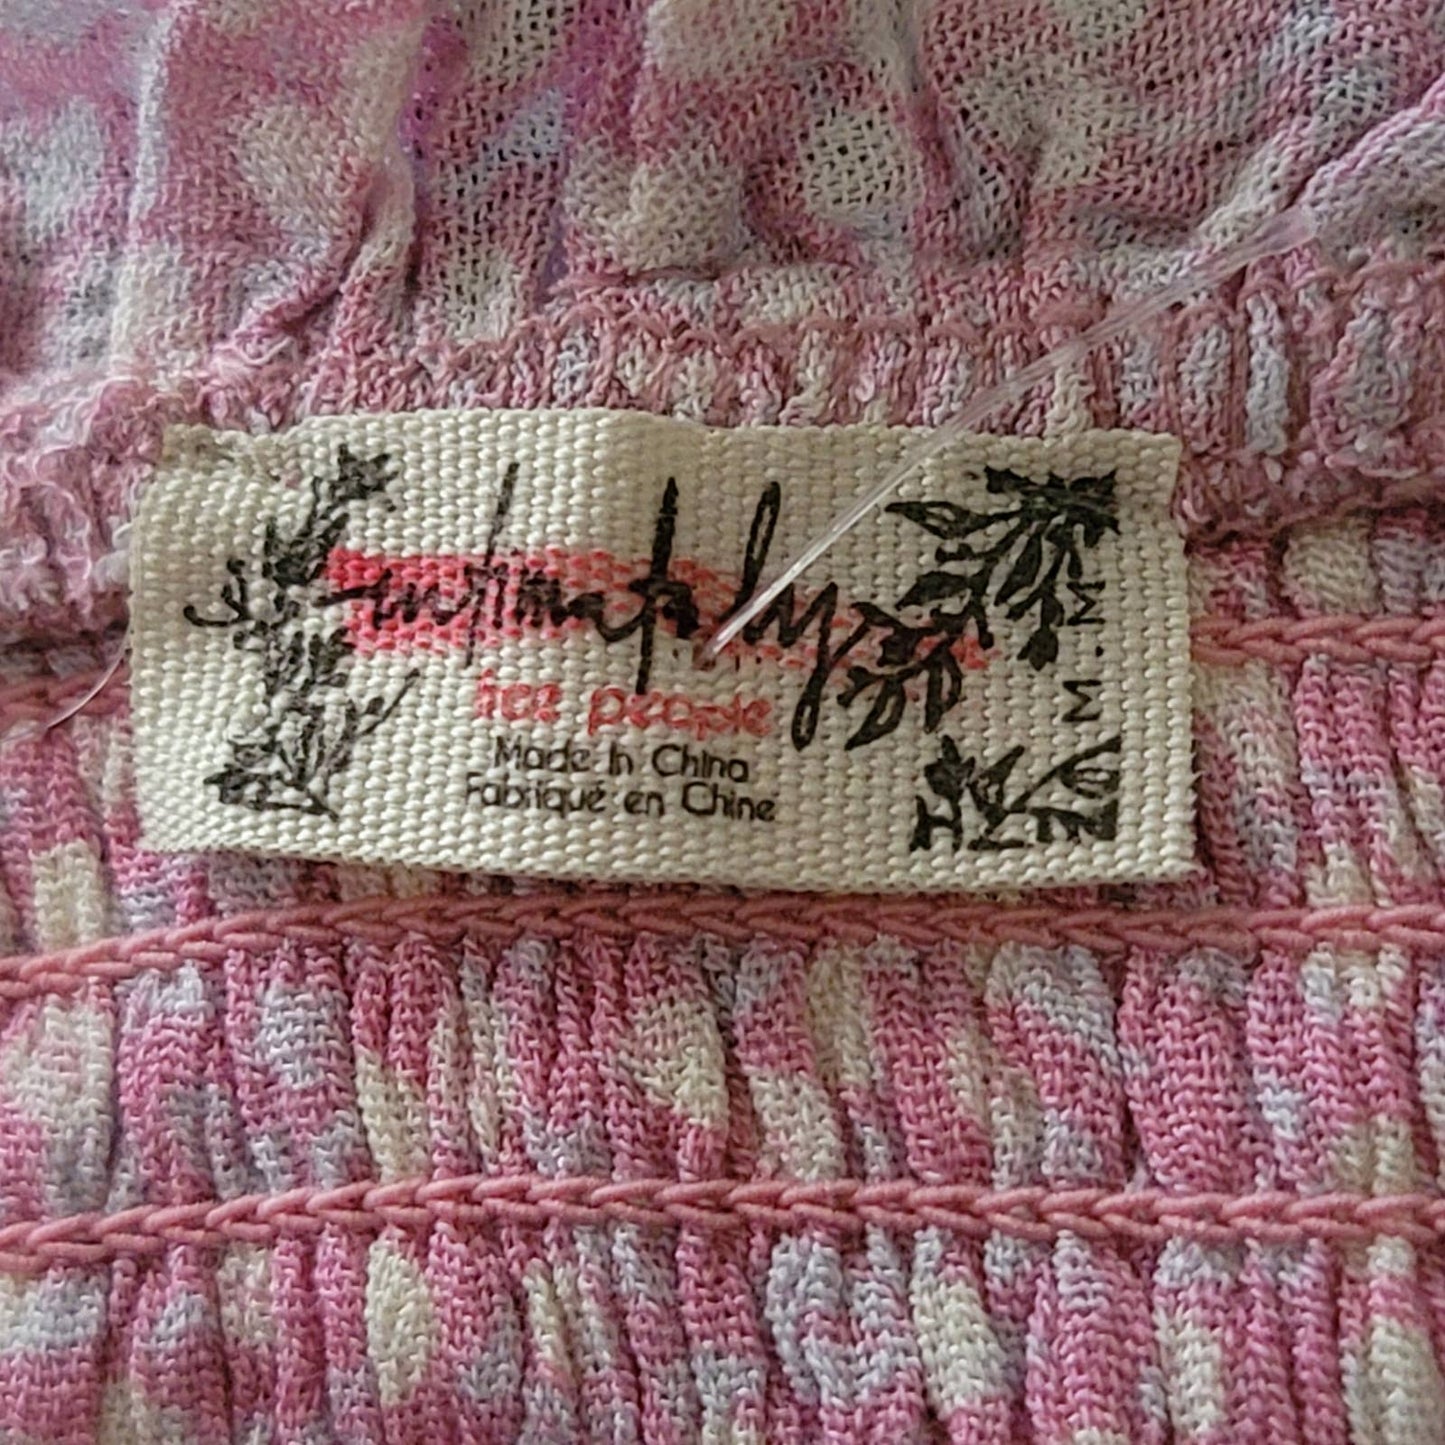 intimately
free people
Made in China
Fabriqué en Chine
M.M